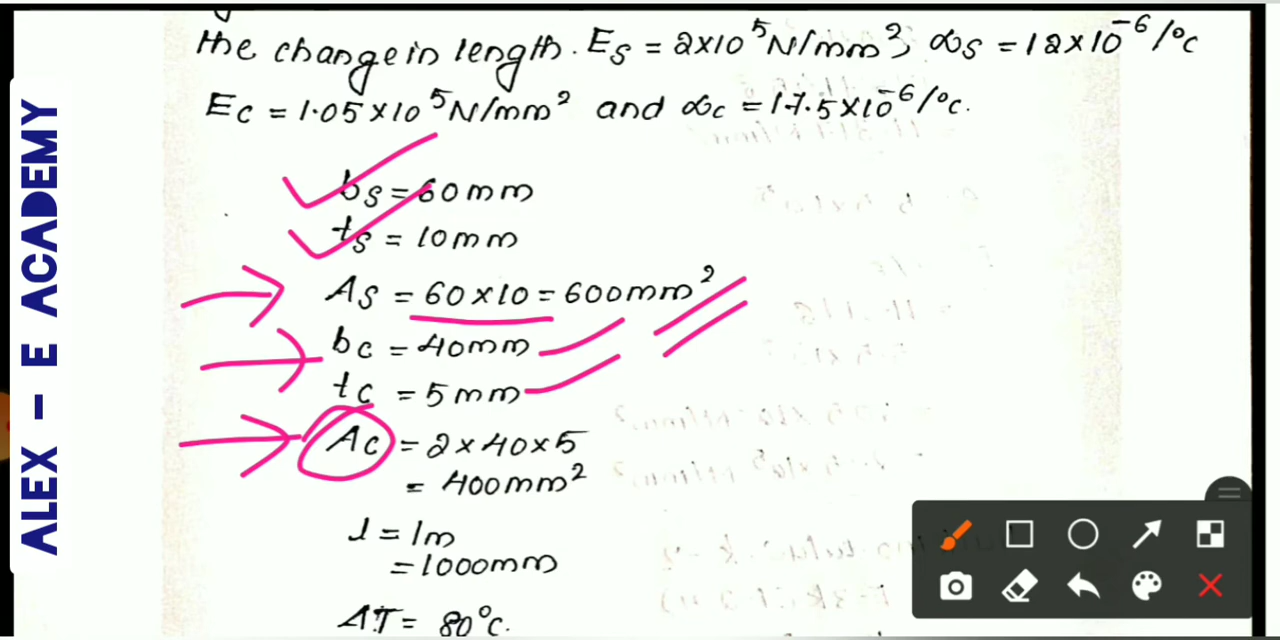 the change in length. Es = 2×10⁵N/mm², αs = 12×10⁻⁶/°c
Ec = 1.05×10⁵N/mm² and αc = 17.5×10⁻⁶/°c.
bs = 60mm
ts = 10mm
As = 60×10 = 600mm²
bc = 40mm
tc = 5mm
Ac = 2×40×5
= 400mm²
l = 1m
= 1000mm
ΔT = 80°c.
ALEX – E ACADEMY